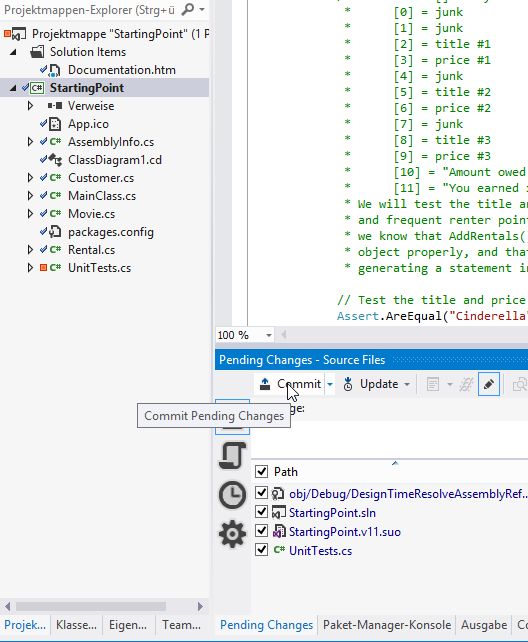 Projektmappen-Explorer (Strg+ü
Projektmappe "StartingPoint" (1 P
Solution Items
Documentation.htm
StartingPoint
Verweise
App.ico
AssemblyInfo.cs
ClassDiagram1.cd
Customer.cs
MainClass.cs
Movie.cs
packages.config
Rental.cs
UnitTests.cs
* [0] = junk
* [1] = junk
* [2] = title #1
* [3] = price #1
* [4] = junk
* [5] = title #2
* [6] = price #2
* [7] = junk
* [8] = title #3
* [9] = price #3
* [10] = "Amount owed
* [11] = "You earned
* We will test the title an
* and frequent renter poin
* we know that AddRentals()
* object properly, and that
* generating a statement in
// Test the title and price
Assert.AreEqual("Cinderella"
100 %
Pending Changes - Source Files
Commit
Update
ge:
Commit Pending Changes
Path
obj/Debug/DesignTimeResolveAssemblyRef...
StartingPoint.sln
StartingPoint.v11.suo
UnitTests.cs
Projek... Klasse... Eigen... Team...
Pending Changes Paket-Manager-Konsole Ausgabe Co